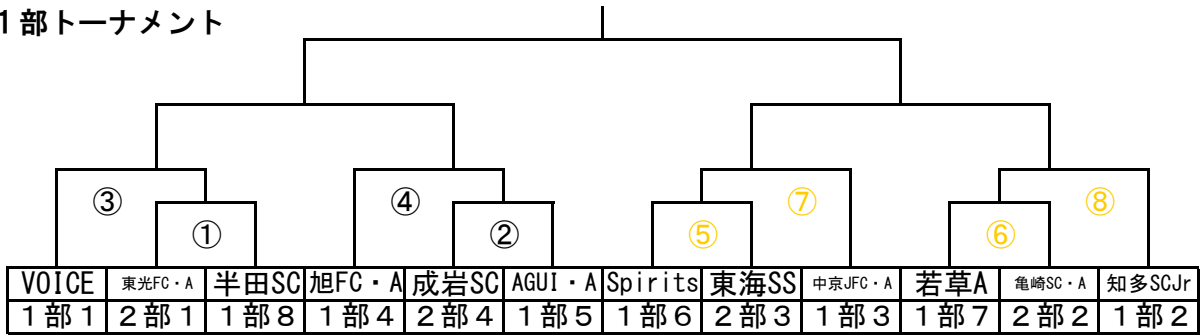 1部トーナメント
③ ④ ⑦ ⑧
① ② ⑤ ⑥
VOICE 東光FC・A 半田SC 旭FC・A 成岩SC AGUI・A Spirits 東海SS 中京JFC・A 若草A 亀崎SC・A 知多SCJr
1部1 2部1 1部8 1部4 2部4 1部5 1部6 2部3 1部3 1部7 2部2 1部2